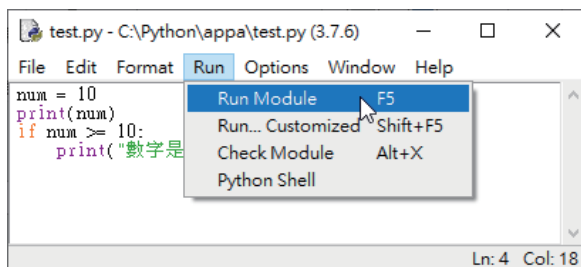 test.py - C:\Python\appa\test.py (3.7.6)
File Edit Format Run Options Window Help
num = 10
print(num)
if num >= 10:
    print("數字是
Run Module F5
Run... Customized Shift+F5
Check Module Alt+X
Python Shell
Ln: 4 Col: 18